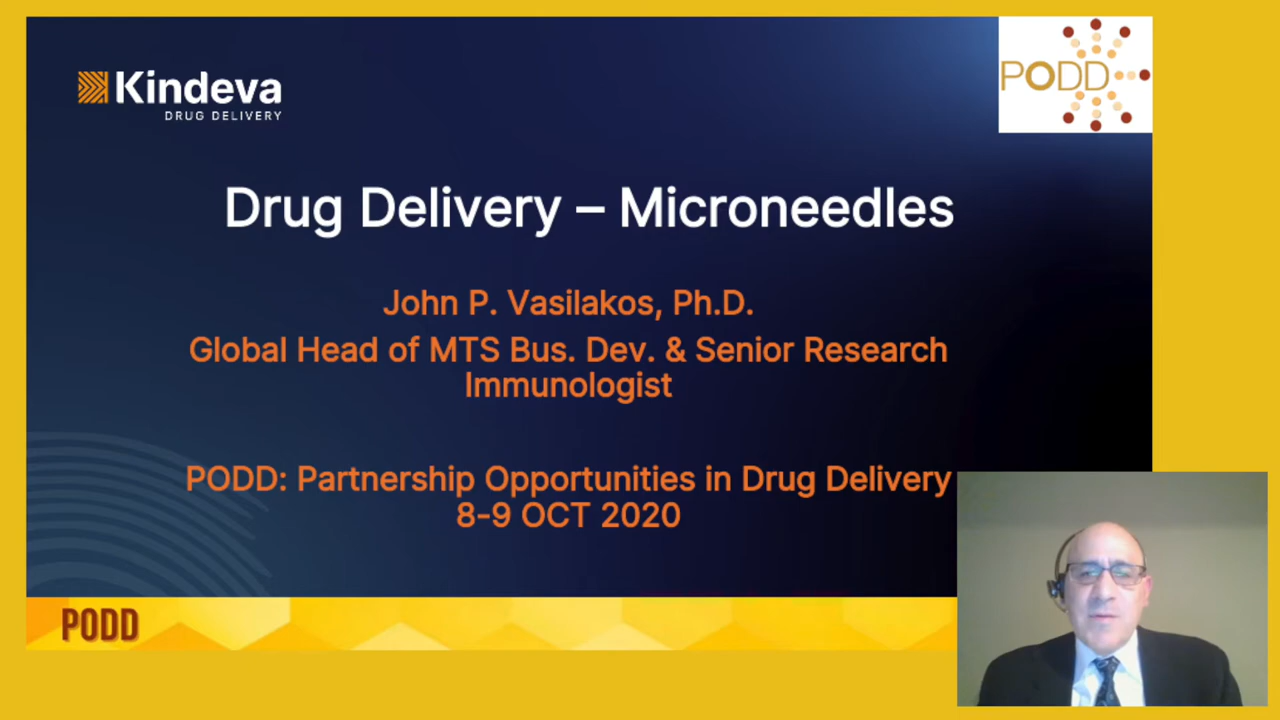 Kindeva
DRUG DELIVERY
PODD
Drug Delivery – Microneedles
John P. Vasilakos, Ph.D.
Global Head of MTS Bus. Dev. & Senior Research
Immunologist
PODD: Partnership Opportunities in Drug Delivery
8-9 OCT 2020
PODD